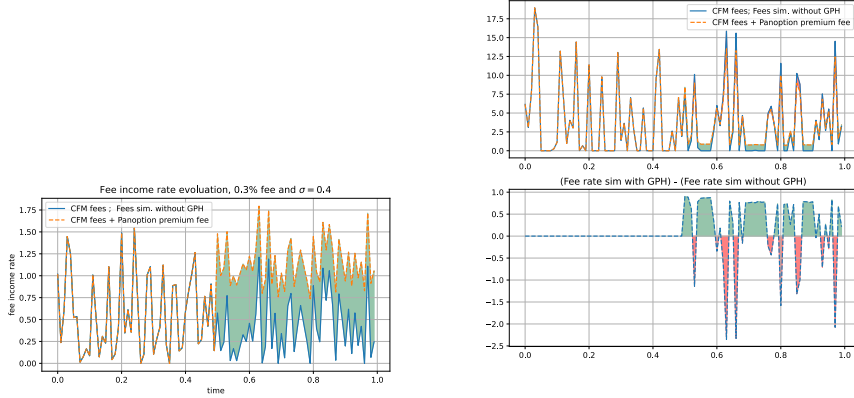 Fee income rate evoluation, 0.3% fee and σ = 0.4
CFM fees ; Fees sim. without GPH
CFM fees + Panoption premium fee
1.75
1.50
1.25
1.00
0.75
0.50
0.25
0.00
fee income rate
0.0 0.2 0.4 0.6 0.8 1.0
time
CFM fees; Fees sim. without GPH
CFM fees + Panoption premium fee
17.5
15.0
12.5
10.0
7.5
5.0
2.5
0.0
0.0 0.2 0.4 0.6 0.8 1.0
(Fee rate sim with GPH) - (Fee rate sim without GPH)
1.0
0.5
0.0
−0.5
−1.0
−1.5
−2.0
−2.5
0.0 0.2 0.4 0.6 0.8 1.0